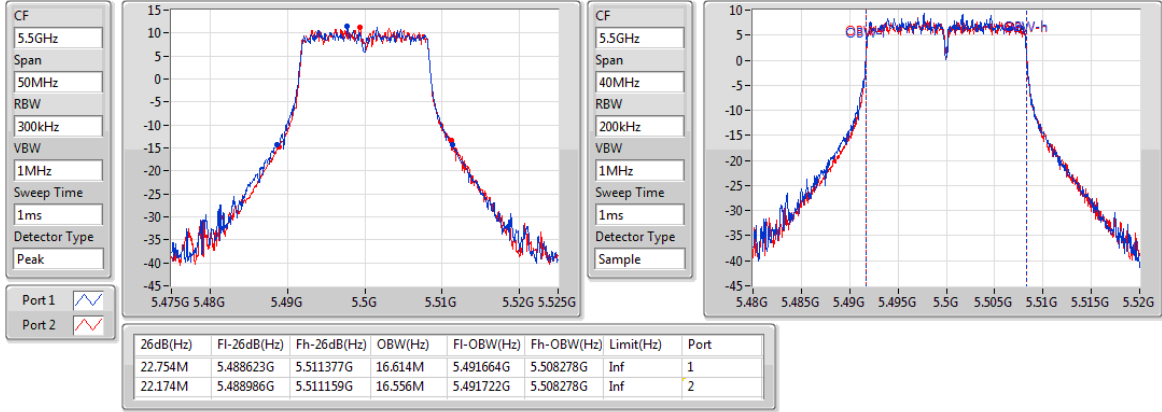 CF
5.5GHz
Span
50MHz
RBW
300kHz
VBW
1MHz
Sweep Time
1ms
Detector Type
Peak
Port 1
Port 2
15
10
5
0
-5
-10
-15
-20
-25
-30
-35
-40
-45
5.475G 5.48G 5.49G 5.5G 5.51G 5.52G 5.525G
CF
5.5GHz
Span
40MHz
RBW
200kHz
VBW
1MHz
Sweep Time
1ms
Detector Type
Sample
10
5
0
-5
-10
-15
-20
-25
-30
-35
-40
-45
5.48G 5.485G 5.49G 5.495G 5.5G 5.505G 5.51G 5.515G 5.52G
26dB(Hz) Fl-26dB(Hz) Fh-26dB(Hz) OBW(Hz) Fl-OBW(Hz) Fh-OBW(Hz) Limit(Hz) Port
22.754M 5.488623G 5.511377G 16.614M 5.491664G 5.508278G Inf 1
22.174M 5.488986G 5.511159G 16.556M 5.491722G 5.508278G Inf 2